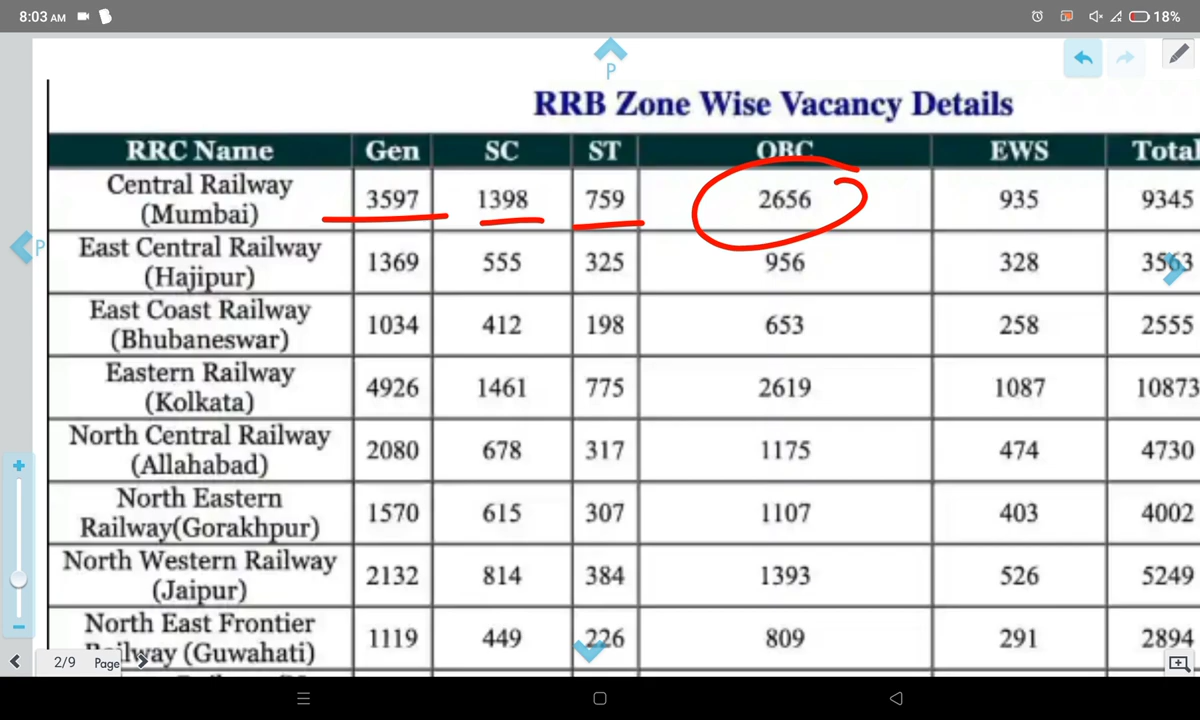 8:03 AM 18%
P
RRB Zone Wise Vacancy Details
RRC Name Gen SC ST OBC EWS Total
Central Railway
(Mumbai) 3597 1398 759 2656 935 9345
P
East Central Railway
(Hajipur) 1369 555 325 956 328 3563
East Coast Railway
(Bhubaneswar) 1034 412 198 653 258 2555
Eastern Railway
(Kolkata) 4926 1461 775 2619 1087 10873
North Central Railway
(Allahabad) 2080 678 317 1175 474 4730
North Eastern
Railway(Gorakhpur) 1570 615 307 1107 403 4002
North Western Railway
(Jaipur) 2132 814 384 1393 526 5249
North East Frontier
Railway (Guwahati) 1119 449 226 809 291 2894
2/9 Page